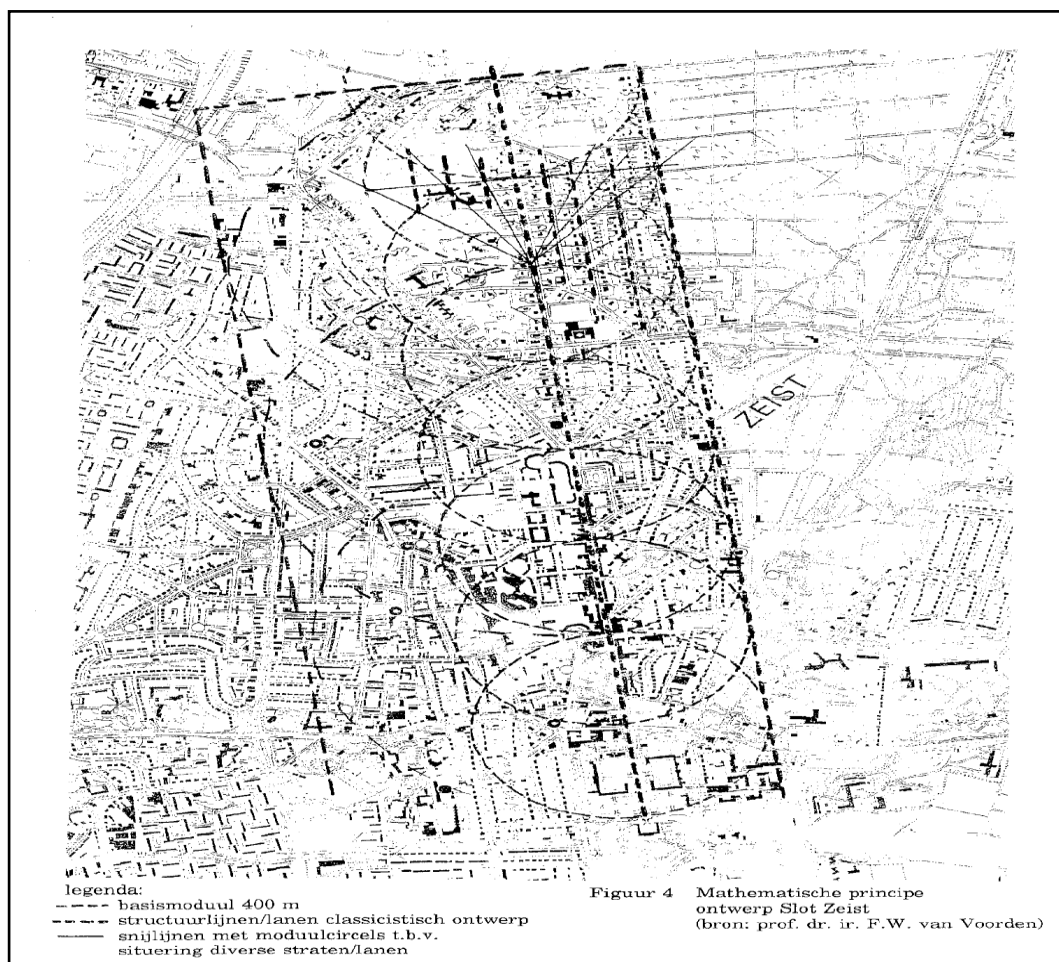 ZEIST
legenda:
basismoduul 400 m
structuurlijnen/lanen classicistisch ontwerp
snijlijnen met moduulcircels t.b.v.
situering diverse straten/lanen
Figuur 4 Mathematische principe
ontwerp Slot Zeist
(bron: prof. dr. ir. F.W. van Voorden)